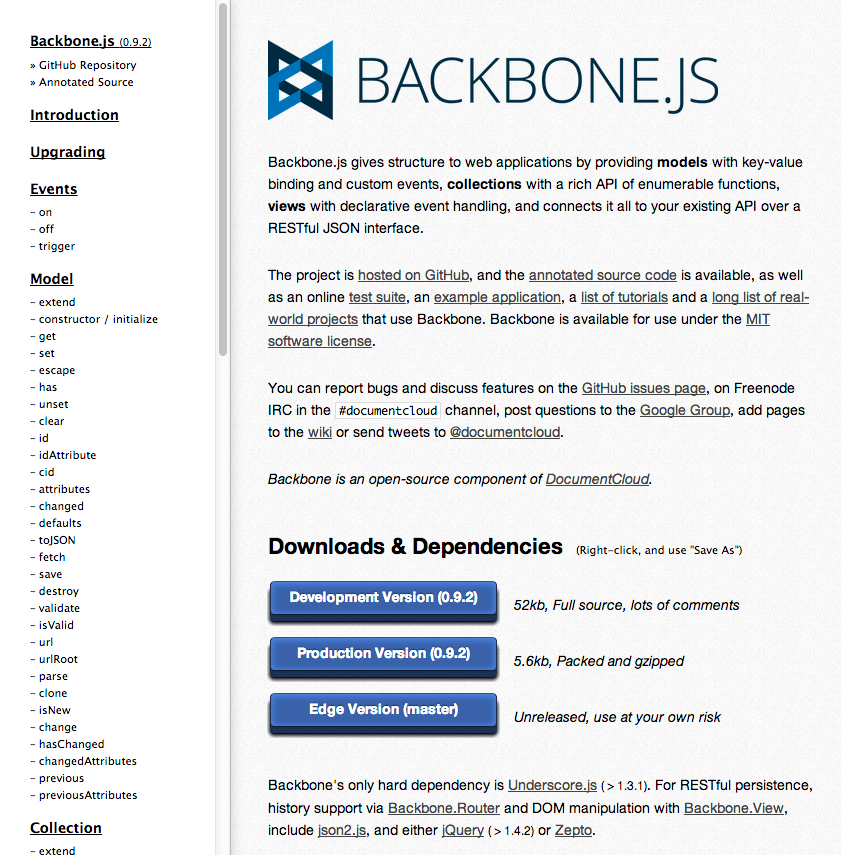 Backbone.js (0.9.2)
» GitHub Repository
» Annotated Source
Introduction
Upgrading
Events
– on
– off
– trigger
Model
– extend
– constructor / initialize
– get
– set
– escape
– has
– unset
– clear
– id
– idAttribute
– cid
– attributes
– changed
– defaults
– toJSON
– fetch
– save
– destroy
– validate
– isValid
– url
– urlRoot
– parse
– clone
– isNew
– change
– hasChanged
– changedAttributes
– previous
– previousAttributes
Collection
– extend
BACKBONE.JS
Backbone.js gives structure to web applications by providing models with key-value
binding and custom events, collections with a rich API of enumerable functions,
views with declarative event handling, and connects it all to your existing API over a
RESTful JSON interface.
The project is hosted on GitHub, and the annotated source code is available, as well
as an online test suite, an example application, a list of tutorials and a long list of real-
world projects that use Backbone. Backbone is available for use under the MIT
software license.
You can report bugs and discuss features on the GitHub issues page, on Freenode
IRC in the #documentcloud channel, post questions to the Google Group, add pages
to the wiki or send tweets to @documentcloud.
Backbone is an open-source component of DocumentCloud.
Downloads & Dependencies (Right-click, and use "Save As")
Development Version (0.9.2) 52kb, Full source, lots of comments
Production Version (0.9.2) 5.6kb, Packed and gzipped
Edge Version (master) Unreleased, use at your own risk
Backbone's only hard dependency is Underscore.js ( > 1.3.1). For RESTful persistence,
history support via Backbone.Router and DOM manipulation with Backbone.View,
include json2.js, and either jQuery ( > 1.4.2) or Zepto.